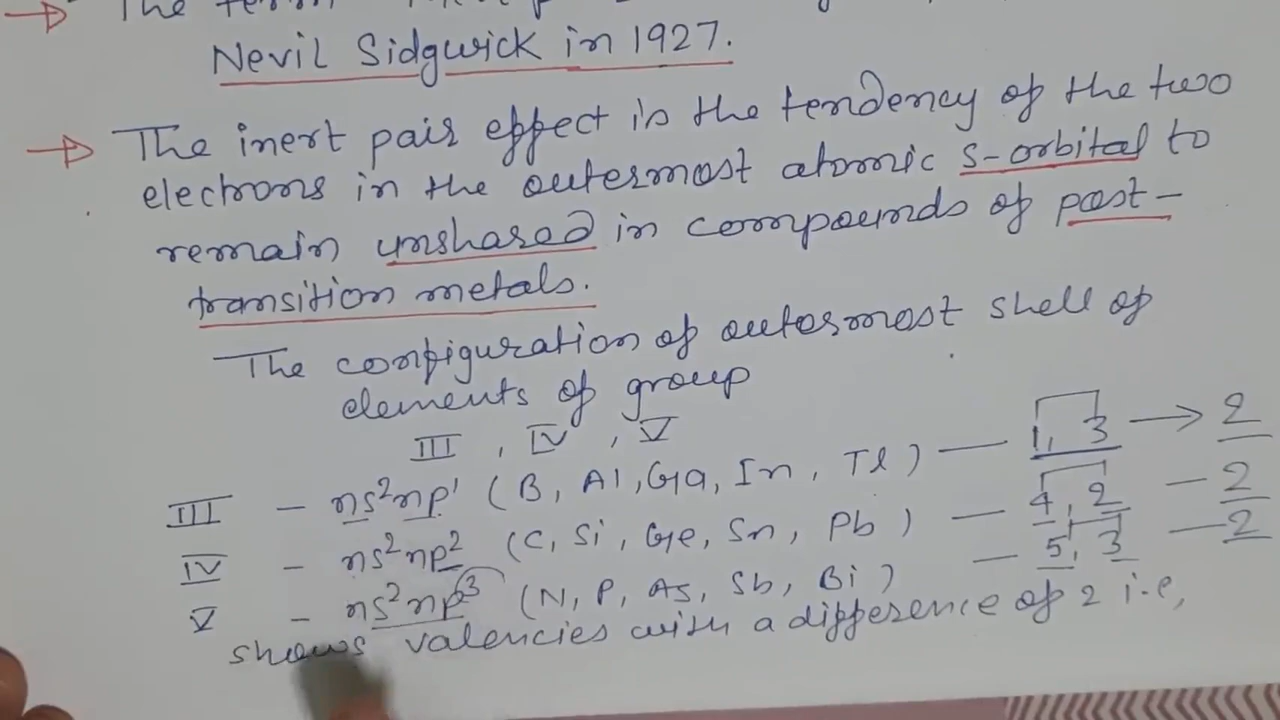 → The term
Nevil Sidgwick in 1927.
→ The inert pair effect is the tendency of the two
electrons in the outermost atomic s-orbital to
remain unshared in compounds of post-
transition metals.
The configuration of outermost shell of
elements of group
III, IV, V
III - ns²np¹ (B, Al, Ga, In, Tl) — 1, 3 → 2
IV - ns²np² (C, Si, Ge, Sn, Pb) — 4, 2 - 2
V - ns²np³ (N, P, As, Sb, Bi) — 5, 3 - 2
shows valencies with a difference of 2 i.e,